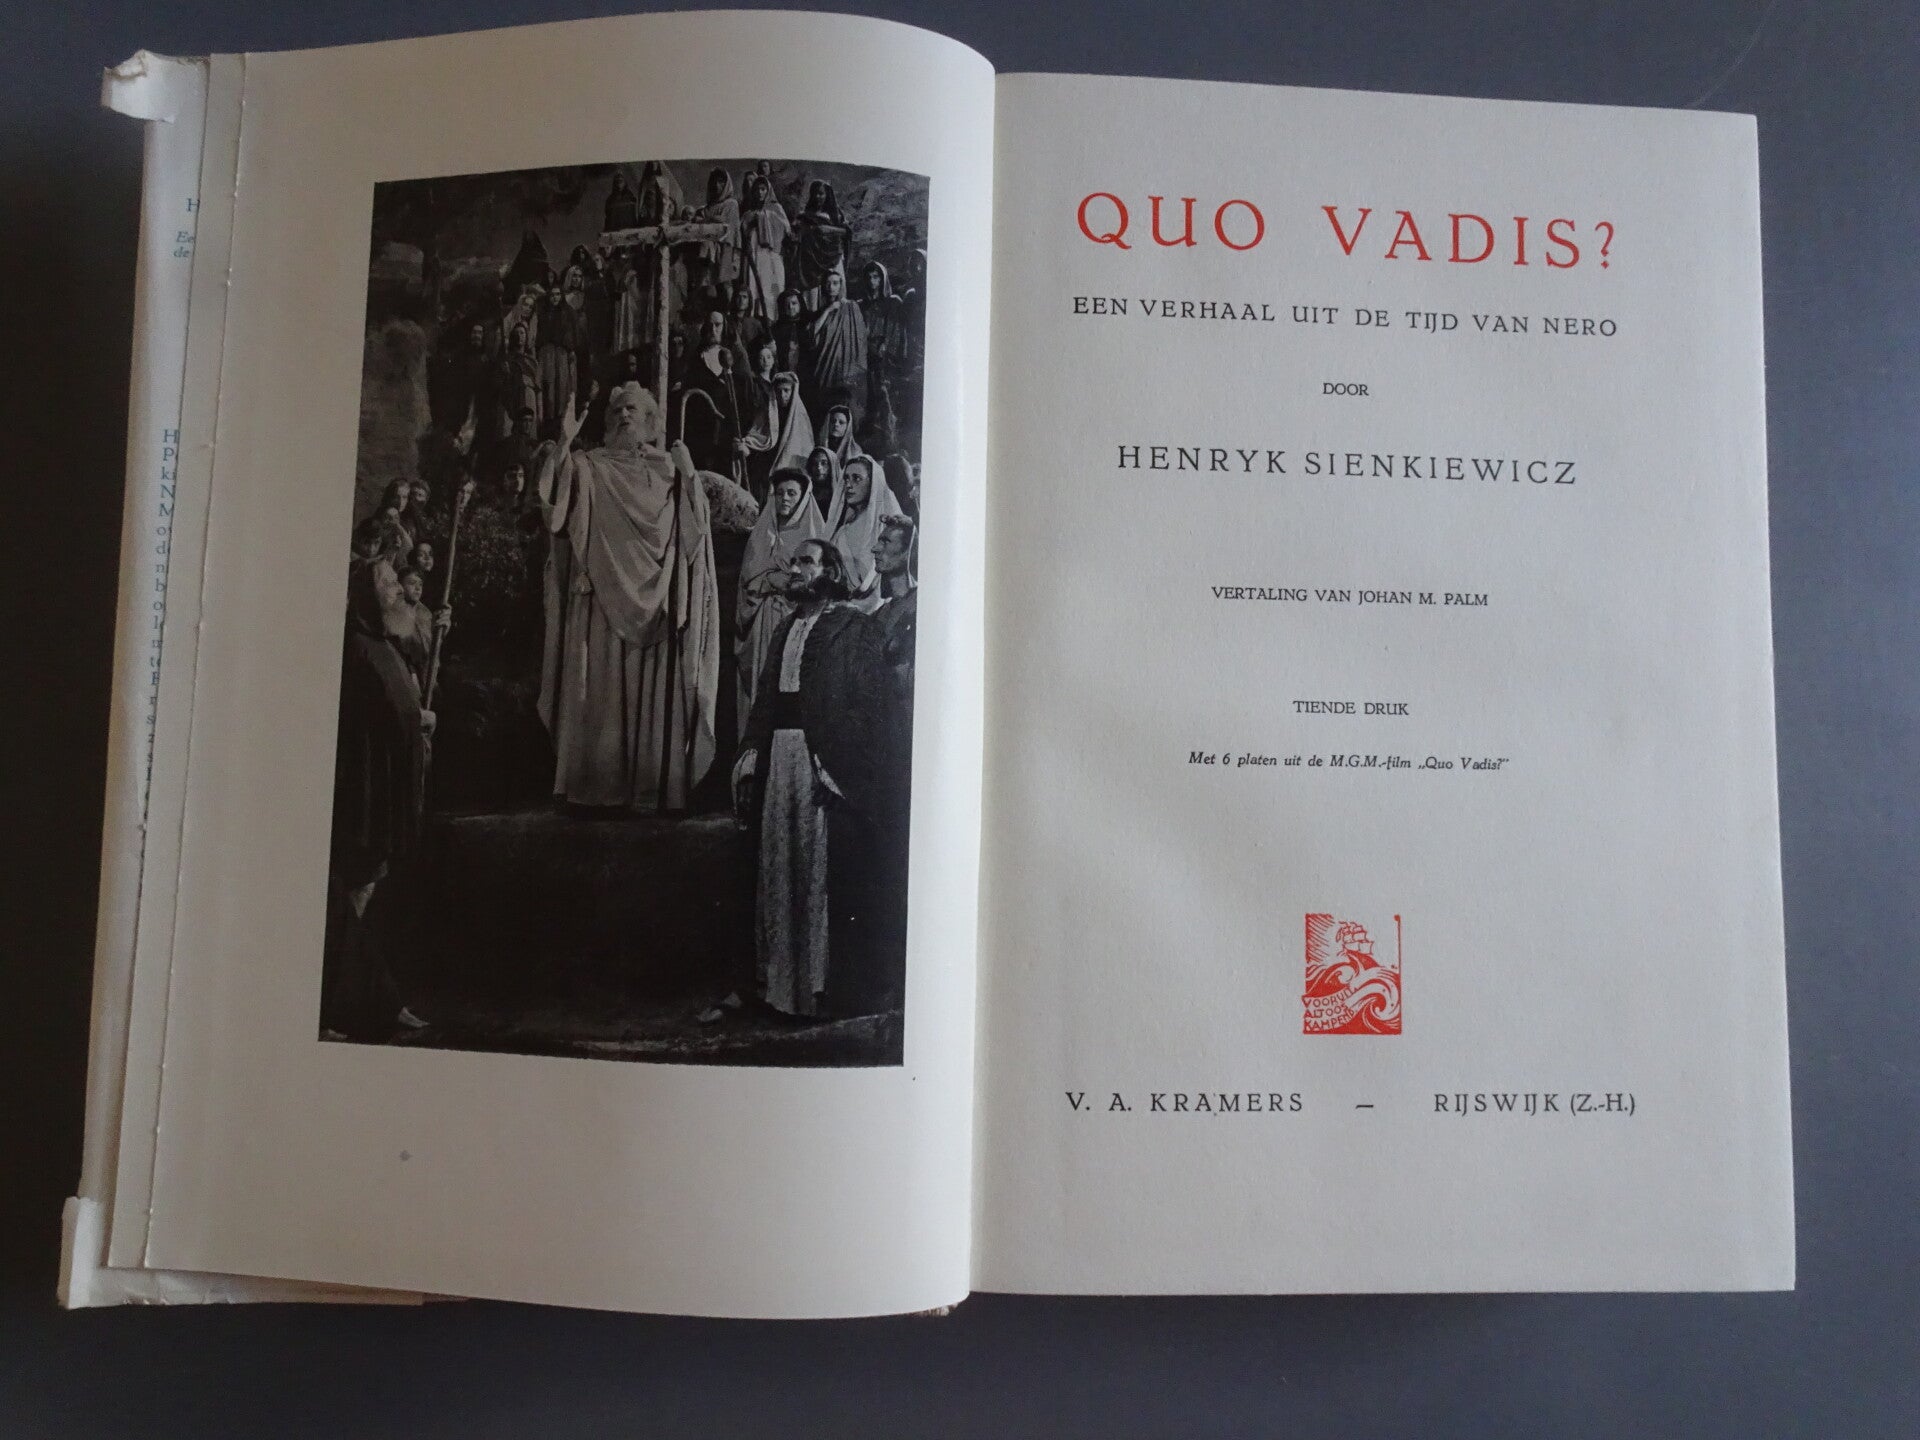 QUO VADIS?
EEN VERHAAL UIT DE TIJD VAN NERO
DOOR
HENRYK SIENKIEWICZ
VERTALING VAN JOHAN M. PALM
TIENDE DRUK
Met 6 platen uit de M.G.M.-film „Quo Vadis?”
VOORUIT
ALTOOS
KAMPEND
V. A. KRAMERS — RIJSWIJK (Z.-H.)